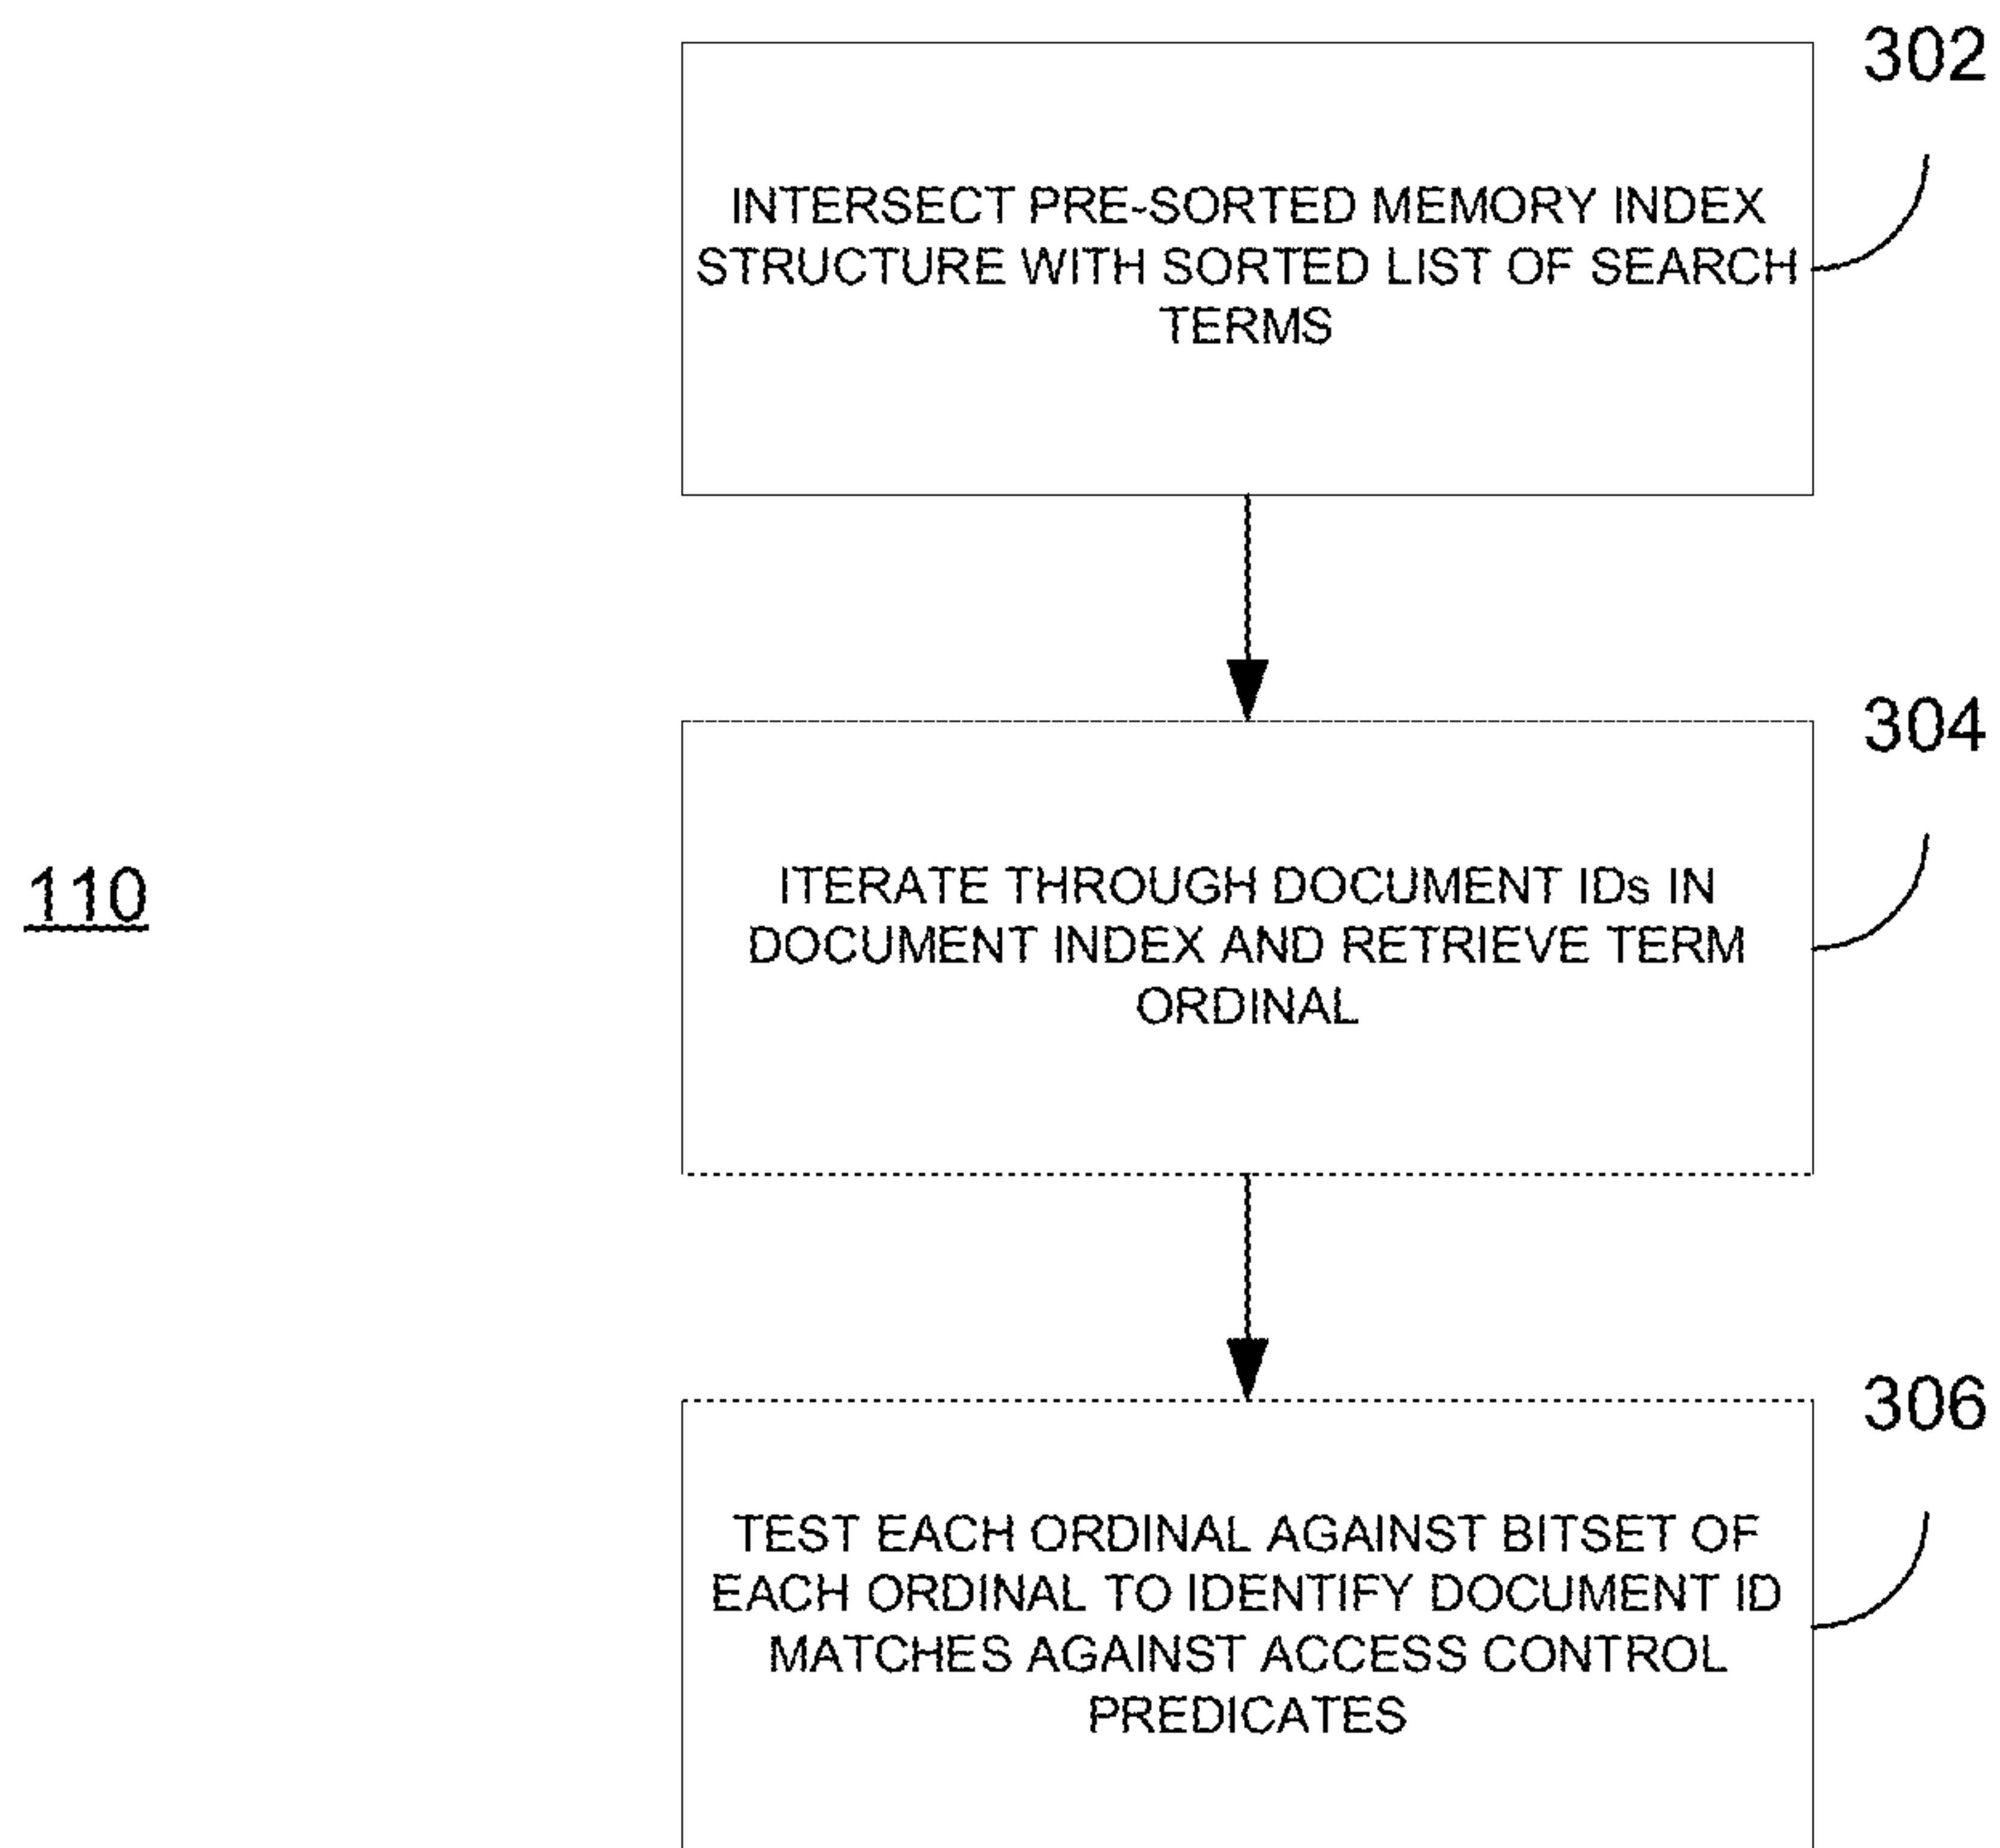 302
INTERSECT PRE-SORTED MEMORY INDEX
STRUCTURE WITH SORTED LIST OF SEARCH
TERMS
304
110
ITERATE THROUGH DOCUMENT IDs IN
DOCUMENT INDEX AND RETRIEVE TERM
ORDINAL
306
TEST EACH ORDINAL AGAINST BITSET OF
EACH ORDINAL TO IDENTIFY DOCUMENT ID
MATCHES AGAINST ACCESS CONTROL
PREDICATES